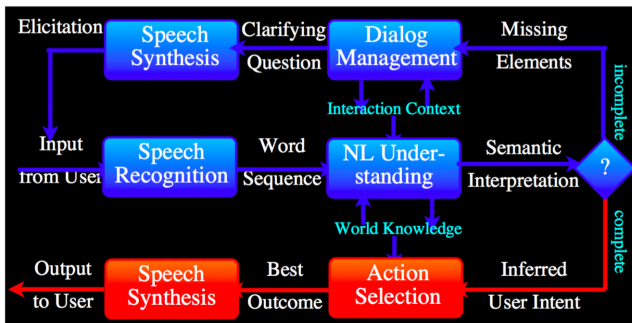 Elicitation
Speech
Synthesis
Clarifying
Question
Dialog
Management
Missing
Elements
incomplete
Interaction Context
Input
from User
Speech
Recognition
Word
Sequence
NL Under-
standing
Semantic
Interpretation
?
World Knowledge
complete
Output
to User
Speech
Synthesis
Best
Outcome
Action
Selection
Inferred
User Intent